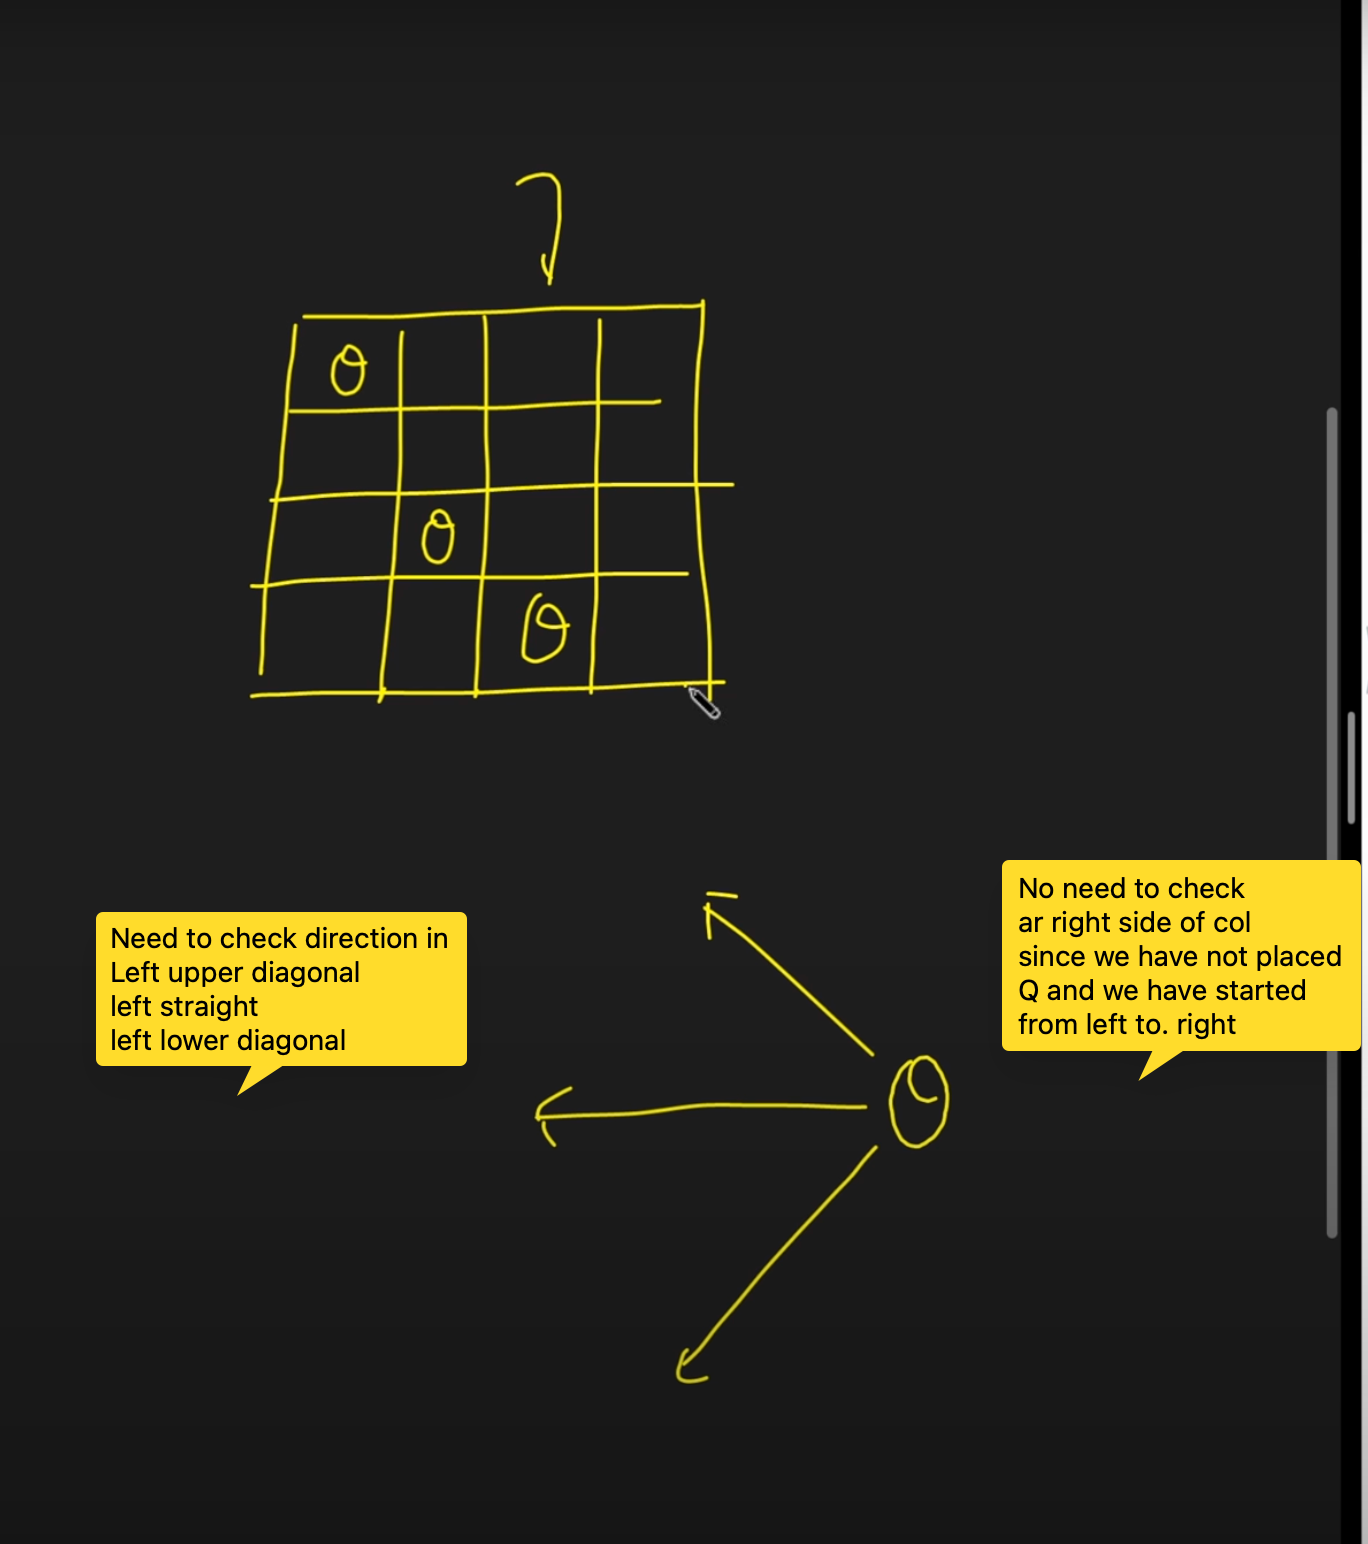 Q
Q
Q
Need to check direction in
Left upper diagonal
left straight
left lower diagonal
No need to check
ar right side of col
since we have not placed
Q and we have started
from left to. right
Q